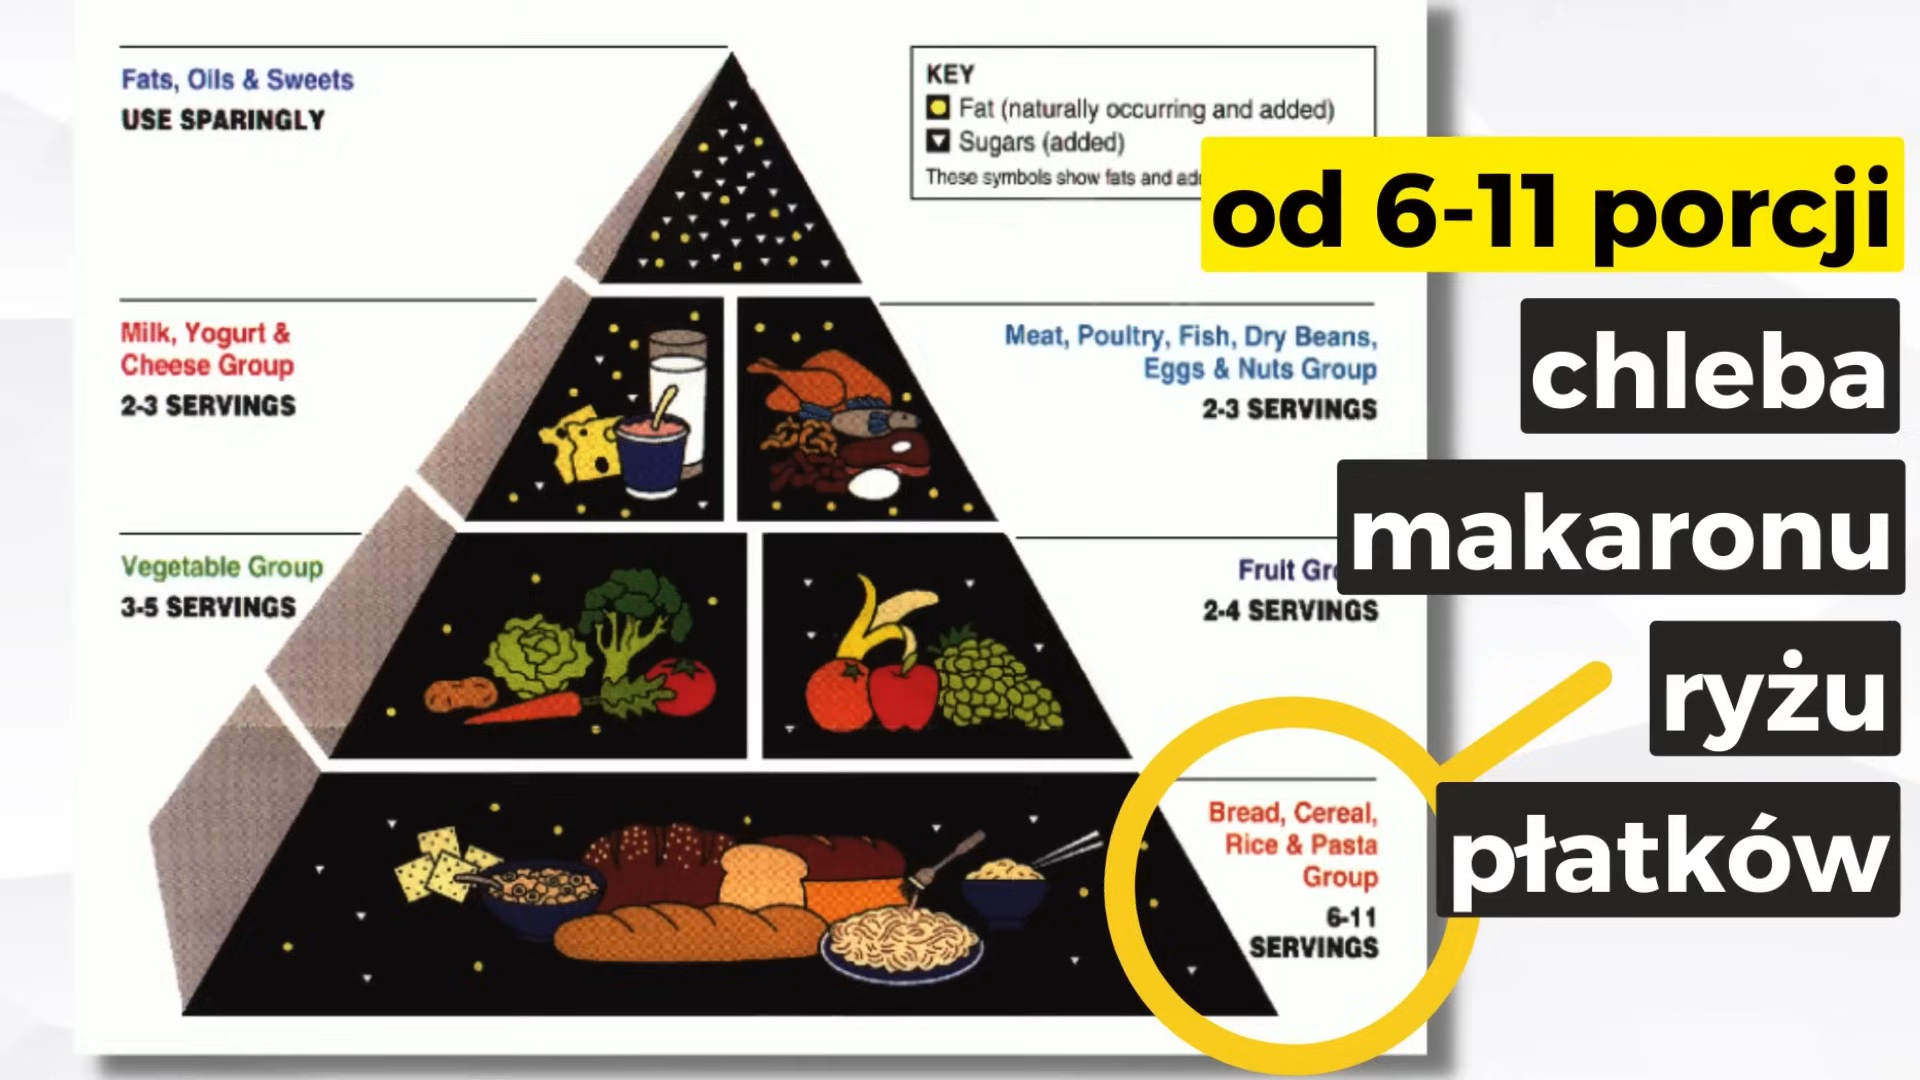 Fats, Oils & Sweets
USE SPARINGLY
KEY
Fat (naturally occurring and added)
Sugars (added)
These symbols show fats and
od 6-11 porcji
chleba
makaronu
ryżu
płatków
Milk, Yogurt &
Cheese Group
2-3 SERVINGS
Meat, Poultry, Fish, Dry Beans,
Eggs & Nuts Group
2-3 SERVINGS
Vegetable Group
3-5 SERVINGS
Fruit
2-4 SERVINGS
Bread, Cereal,
Rice & Pasta
Group
6-11
SERVINGS